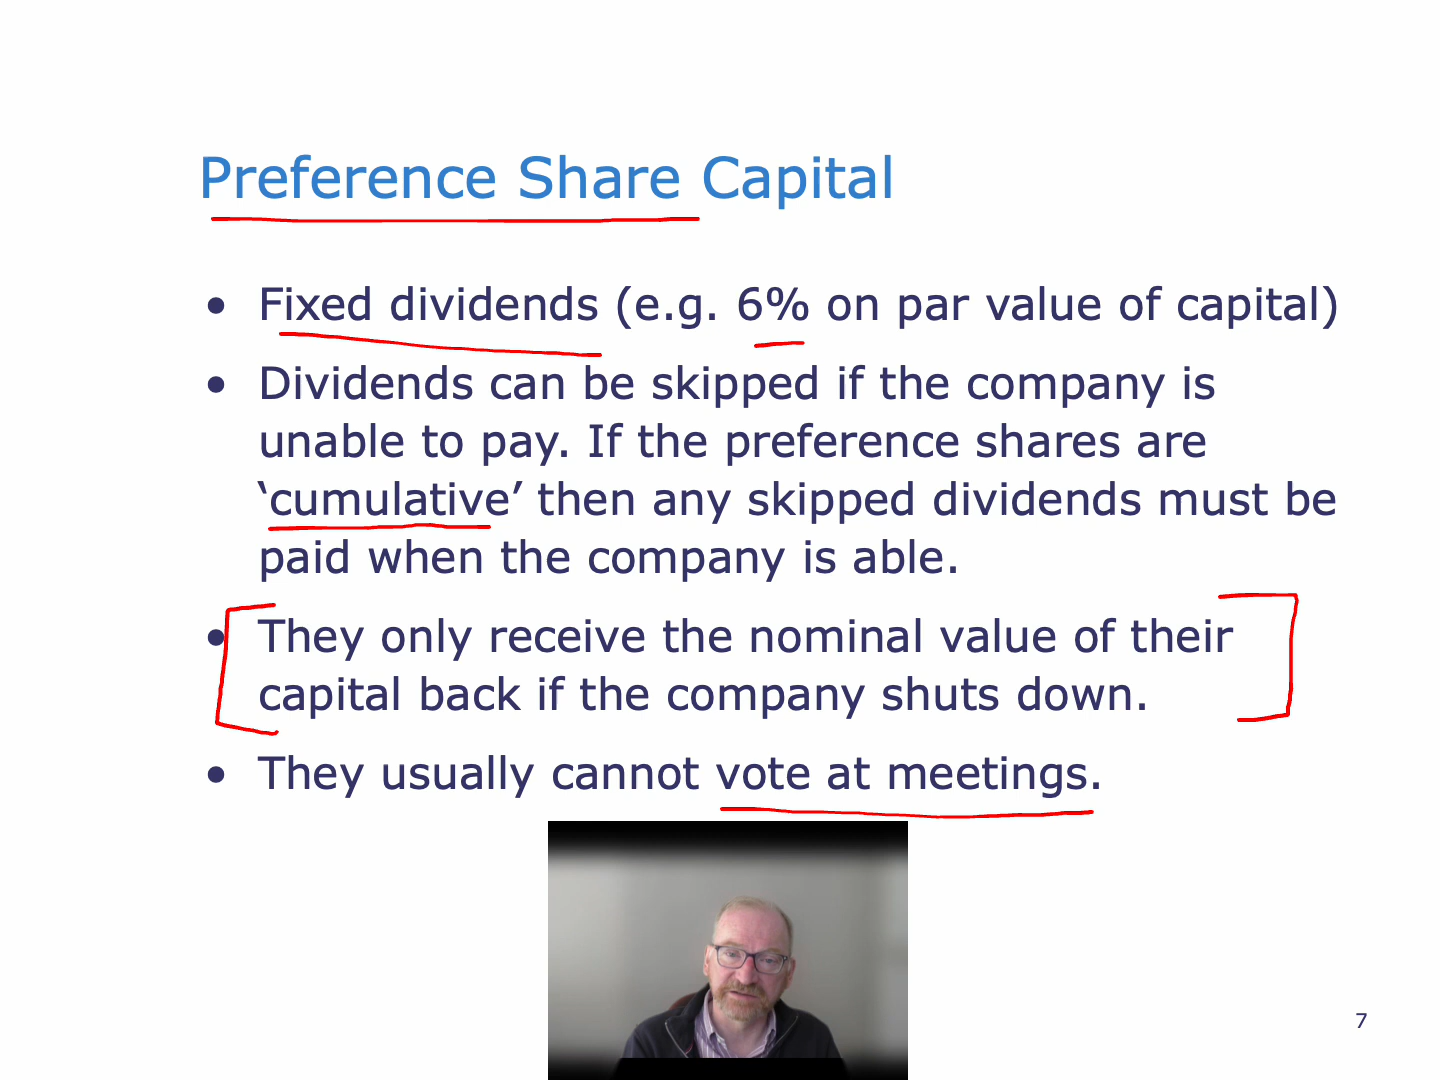 Preference Share Capital
• Fixed dividends (e.g. 6% on par value of capital)
• Dividends can be skipped if the company is
unable to pay. If the preference shares are
‘cumulative’ then any skipped dividends must be
paid when the company is able.
• They only receive the nominal value of their
capital back if the company shuts down.
• They usually cannot vote at meetings.
7